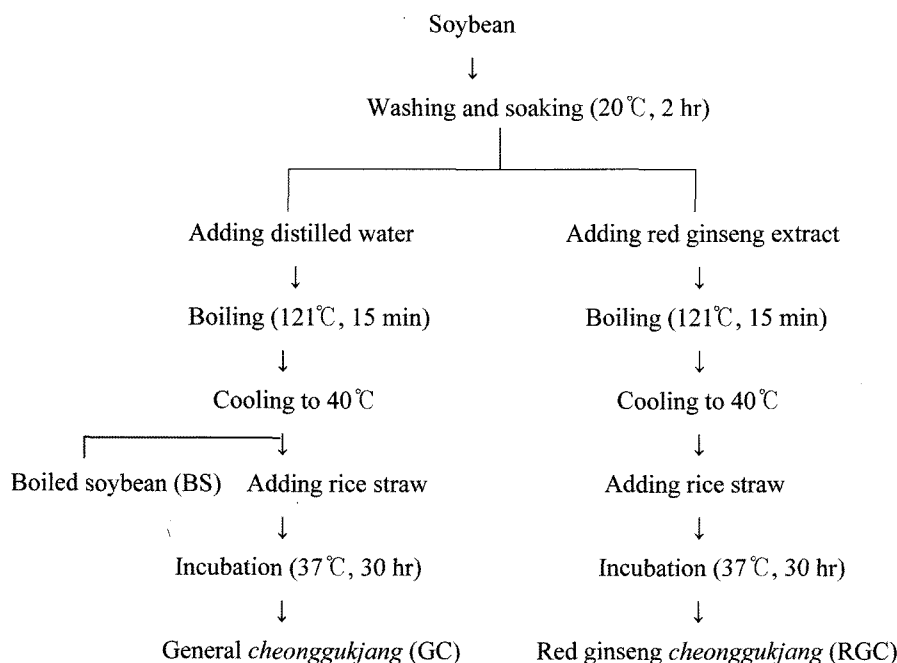 Soybean
↓
Washing and soaking (20℃, 2 hr)
Adding distilled water
↓
Boiling (121℃, 15 min)
↓
Cooling to 40℃
↓
Boiled soybean (BS) Adding rice straw
↓
Incubation (37℃, 30 hr)
↓
General cheonggukjang (GC)
Adding red ginseng extract
↓
Boiling (121℃, 15 min)
↓
Cooling to 40℃
↓
Adding rice straw
↓
Incubation (37℃, 30 hr)
↓
Red ginseng cheonggukjang (RGC)